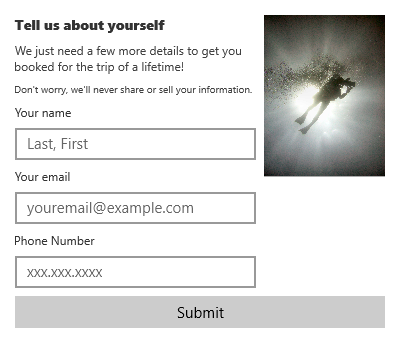 Tell us about yourself
We just need a few more details to get you
booked for the trip of a lifetime!
Don't worry, we'll never share or sell your information.
Your name
Last, First
Your email
youremail@example.com
Phone Number
xxx.xxx.xxxx
Submit